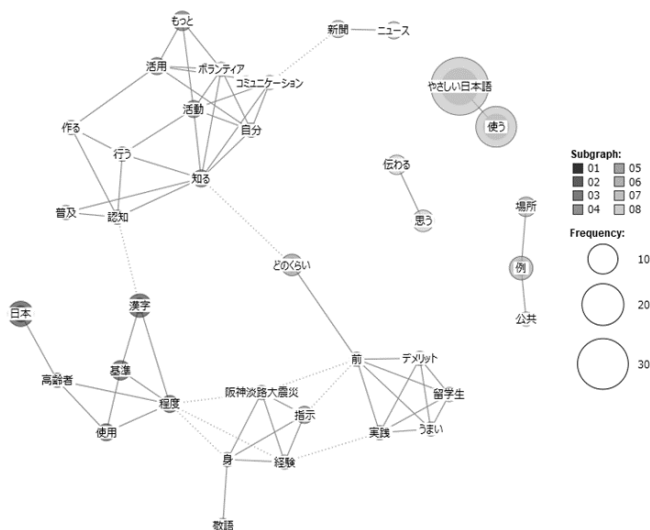 もっと
新聞
ニュース
活用
ボランティア
コミュニケーション
やさしい日本語
活動
作る
自分
使う
行う
伝わる
知る
普及
認知
思う
どのくらい
日本
漢字
基準
高齢者
程度
使用
阪神淡路大震災
指示
身
経験
敬語
前
デメリット
留学生
実践
うまい
場所
例
公共
Subgraph:
01 05
02 06
03 07
04 08
Frequency:
10
20
30